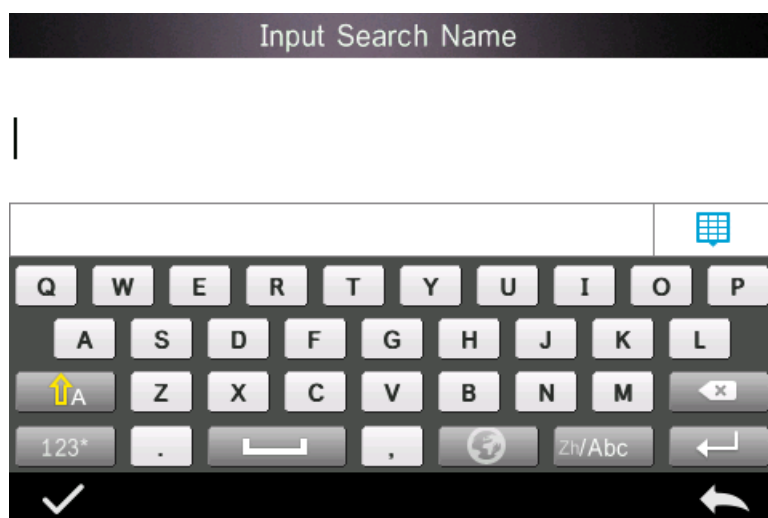 Input Search Name
Q W E R T Y U I O P
A S D F G H J K L
A Z X C V B N M
123* . , Zh/Abc